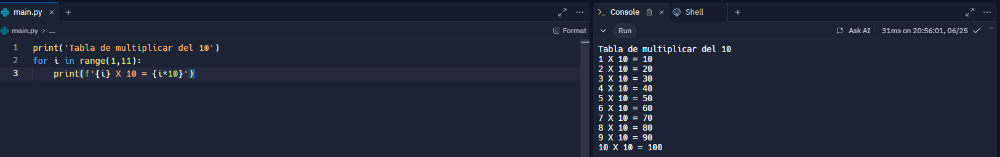 main.py × +
main.py > ...
Format
1 print('Tabla de multiplicar del 10')
2 for i in range(1,11):
3 print(f'{i} X 10 = {i*10}')
>_ Console × Shell +
Run
Ask AI
31ms on 20:56:01, 06/25
Tabla de multiplicar del 10
1 X 10 = 10
2 X 10 = 20
3 X 10 = 30
4 X 10 = 40
5 X 10 = 50
6 X 10 = 60
7 X 10 = 70
8 X 10 = 80
9 X 10 = 90
10 X 10 = 100